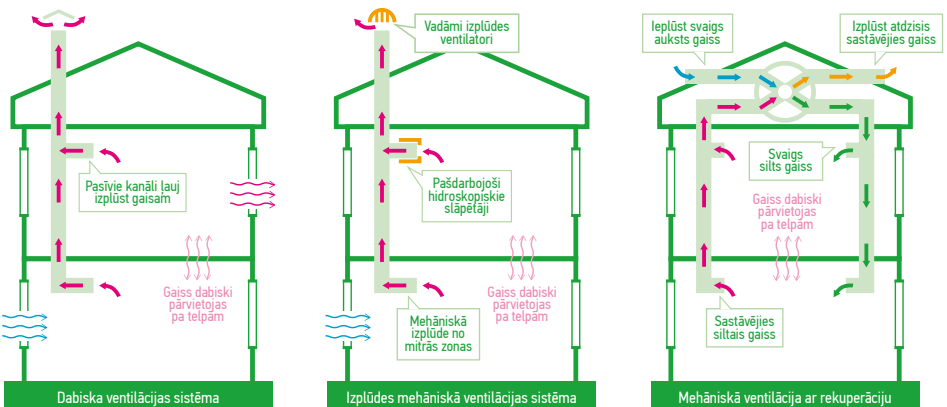 Pasīvie kanāli ļauj
izplūst gaisam
Gaiss dabiski
pārvietojas
pa telpām
Dabiska ventilācijas sistēma
Vadāmi izplūdes
ventilatori
Pašdarbojoši
hidroskopiskie
slāpētāji
Gaiss dabiski
pārvietojas
pa telpām
Mehāniskā
izplūde no
mitrās zonas
Izplūdes mehāniskā ventilācijas sistēma
Ieplūst svaigs
auksts gaiss
Izplūst atdzisis
sastāvējies gaiss
Svaigs
silts gaiss
Gaiss dabiski
pārvietojas
pa telpām
Sastāvējies
siltais gaiss
Mehāniskā ventilācija ar rekuperāciju